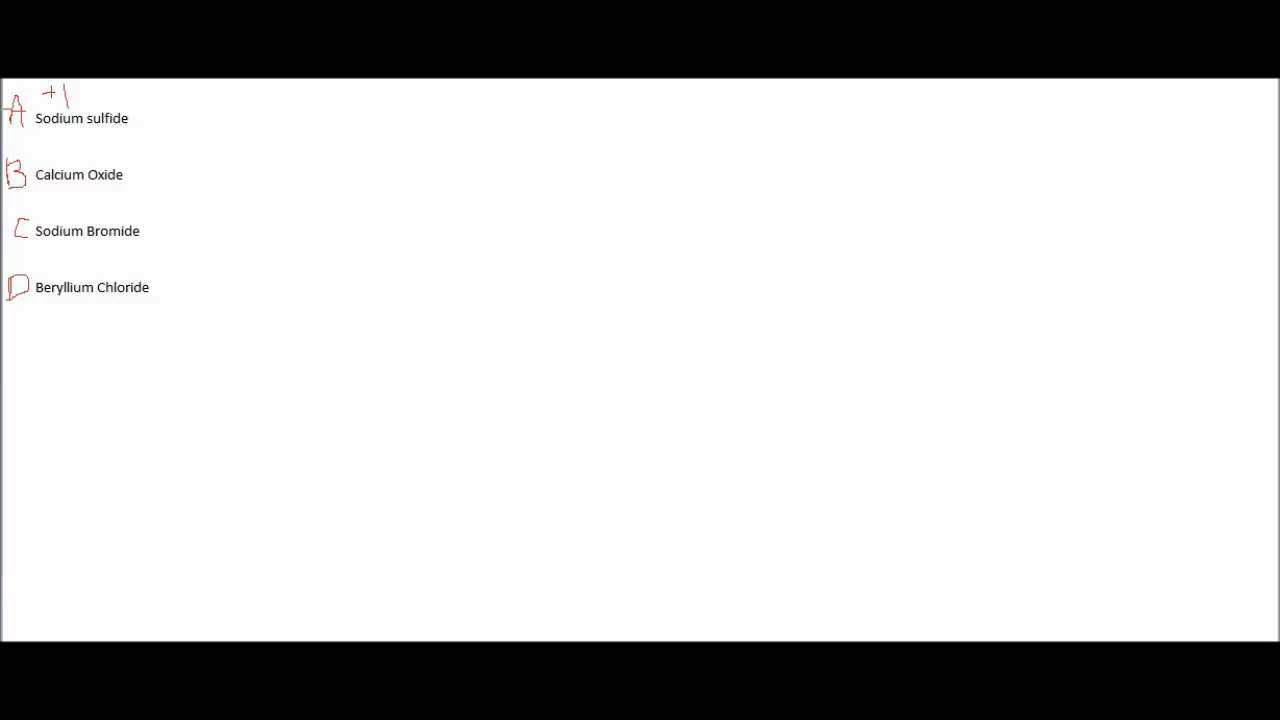 +1
A Sodium sulfide
B Calcium Oxide
C Sodium Bromide
D Beryllium Chloride